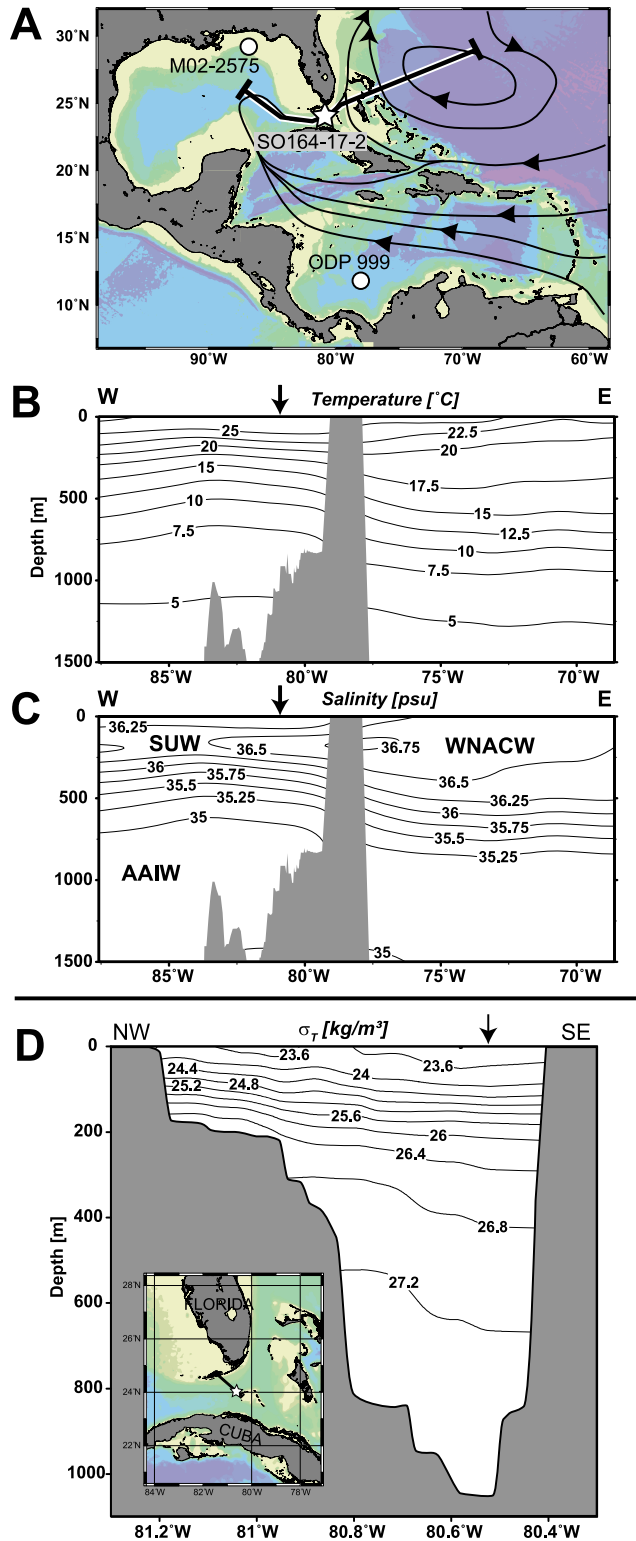 A
30°N
25°N
20°N
15°N
10°N
M02-2575
SO164-17-2
ODP 999
90°W
80°W
70°W
60°W
B
W
Temperature [˚C]
E
0
500
1000
1500
Depth [m]
25
22.5
20
20
15
17.5
10
15
12.5
7.5
10
7.5
5
5
85°W
80°W
75°W
70°W
C
W
Salinity [psu]
E
0
500
1000
1500
36.25
SUW
36.5
36.75
WNACW
36
36.5
35.75
35.5
36.25
35.25
36
35.75
35
35.5
35.25
AAIW
35
85°W
80°W
75°W
70°W
D
NW
σT [kg/m³]
SE
0
200
400
600
800
1000
Depth [m]
23.6
23.6
24.4
24
25.2
24.8
25.6
26
26.4
26.8
27.2
28°N
26°N
24°N
22°N
FLORIDA
CUBA
84°W
82°W
80°W
78°W
81.2°W
81°W
80.8°W
80.6°W
80.4°W